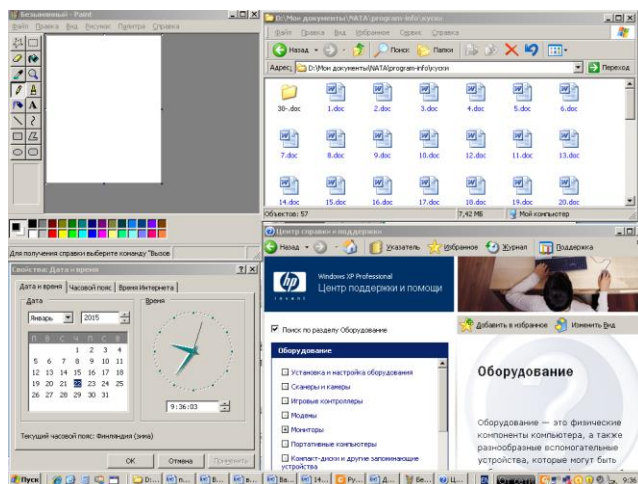 Безымянный - Paint
Файл Правка Вид Рисунок Палитра Справка
Для получения справки выберите команду "Вызов
D:\Мои документы\NATA\program-info\куски
Файл Правка Вид Избранное Сервис Справка
Назад Поиск Папки
Адрес: D:\Мои документы\NATA\program-info\куски Переход
30-.doc 1.doc 2.doc 3.doc 4.doc 5.doc 6.doc
7.doc 8.doc 9.doc 10.doc 12.doc 11.doc 13.doc
14.doc 15.doc 16.doc 17.doc 18.doc 19.doc 20.doc
Объектов: 57 7,42 МБ Мой компьютер
Свойства: Дата и время
Дата и время Часовой пояс Время Интернета
Дата Время
Январь 2015
П В С Ч П С В
1 2 3 4
5 6 7 8 9 10 11
12 13 14 15 16 17 18
19 20 21 22 23 24 25
26 27 28 29 30 31
9:36:03
Текущий часовой пояс: Финляндия (зима)
ОК Отмена Применить
Центр справки и поддержки
Назад Указатель Избранное Журнал Поддержка
hp
invent
Windows XP Professional
Центр поддержки и помощи
Поиск по разделу Оборудование
Добавить в избранное Изменить Вид
Оборудование
Установка и настройка оборудования
Сканеры и камеры
Игровые контроллеры
Модемы
Мониторы
Портативные компьютеры
Компакт-диски и другие запоминающие
устройства
Оборудование
Оборудование — это физические
компоненты компьютера, а также
разнообразные вспомогательные
устройства, которые могут быть
Пуск